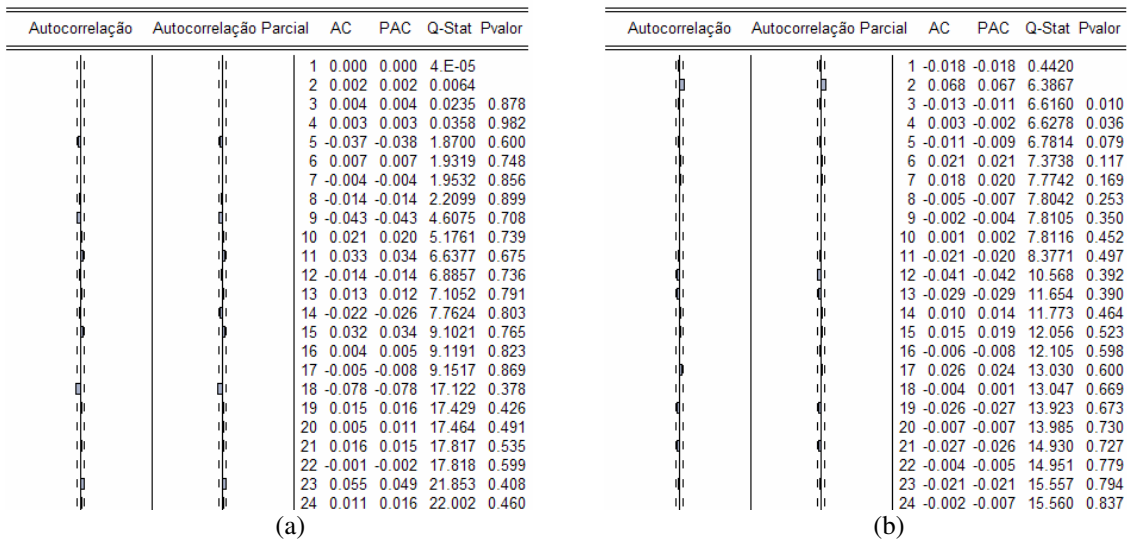 Autocorrelação Autocorrelação Parcial AC PAC Q-Stat Pvalor
1 0.000 0.000 4.E-05
2 0.002 0.002 0.0064
3 0.004 0.004 0.0235 0.878
4 0.003 0.003 0.0358 0.982
5 -0.037 -0.038 1.8700 0.600
6 0.007 0.007 1.9319 0.748
7 -0.004 -0.004 1.9532 0.856
8 -0.014 -0.014 2.2099 0.899
9 -0.043 -0.043 4.6075 0.708
10 0.021 0.020 5.1761 0.739
11 0.033 0.034 6.6377 0.675
12 -0.014 -0.014 6.8857 0.736
13 0.013 0.012 7.1052 0.791
14 -0.022 -0.026 7.7624 0.803
15 0.032 0.034 9.1021 0.765
16 0.004 0.005 9.1191 0.823
17 -0.005 -0.008 9.1517 0.869
18 -0.078 -0.078 17.122 0.378
19 0.015 0.016 17.429 0.426
20 0.005 0.011 17.464 0.491
21 0.016 0.015 17.817 0.535
22 -0.001 -0.002 17.818 0.599
23 0.055 0.049 21.853 0.408
24 0.011 0.016 22.002 0.460
(a)
Autocorrelação Autocorrelação Parcial AC PAC Q-Stat Pvalor
1 -0.018 -0.018 0.4420
2 0.068 0.067 6.3867
3 -0.013 -0.011 6.6160 0.010
4 0.003 -0.002 6.6278 0.036
5 -0.011 -0.009 6.7814 0.079
6 0.021 0.021 7.3738 0.117
7 0.018 0.020 7.7742 0.169
8 -0.005 -0.007 7.8042 0.253
9 -0.002 -0.004 7.8105 0.350
10 0.001 0.002 7.8116 0.452
11 -0.021 -0.020 8.3771 0.497
12 -0.041 -0.042 10.568 0.392
13 -0.029 -0.029 11.654 0.390
14 0.010 0.014 11.773 0.464
15 0.015 0.019 12.056 0.523
16 -0.006 -0.008 12.105 0.598
17 0.026 0.024 13.030 0.600
18 -0.004 0.001 13.047 0.669
19 -0.026 -0.027 13.923 0.673
20 -0.007 -0.007 13.985 0.730
21 -0.027 -0.026 14.930 0.727
22 -0.004 -0.005 14.951 0.779
23 -0.021 -0.021 15.557 0.794
24 -0.002 -0.007 15.560 0.837
(b)